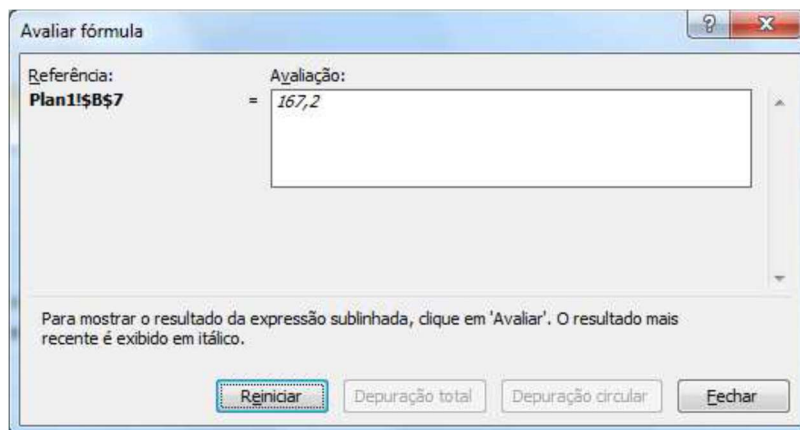 Avaliar fórmula
Referência:
Avaliação:
Plan1!$B$7
=
167,2
Para mostrar o resultado da expressão sublinhada, clique em 'Avaliar'. O resultado mais
recente é exibido em itálico.
Reiniciar
Depuração total
Depuração circular
Fechar